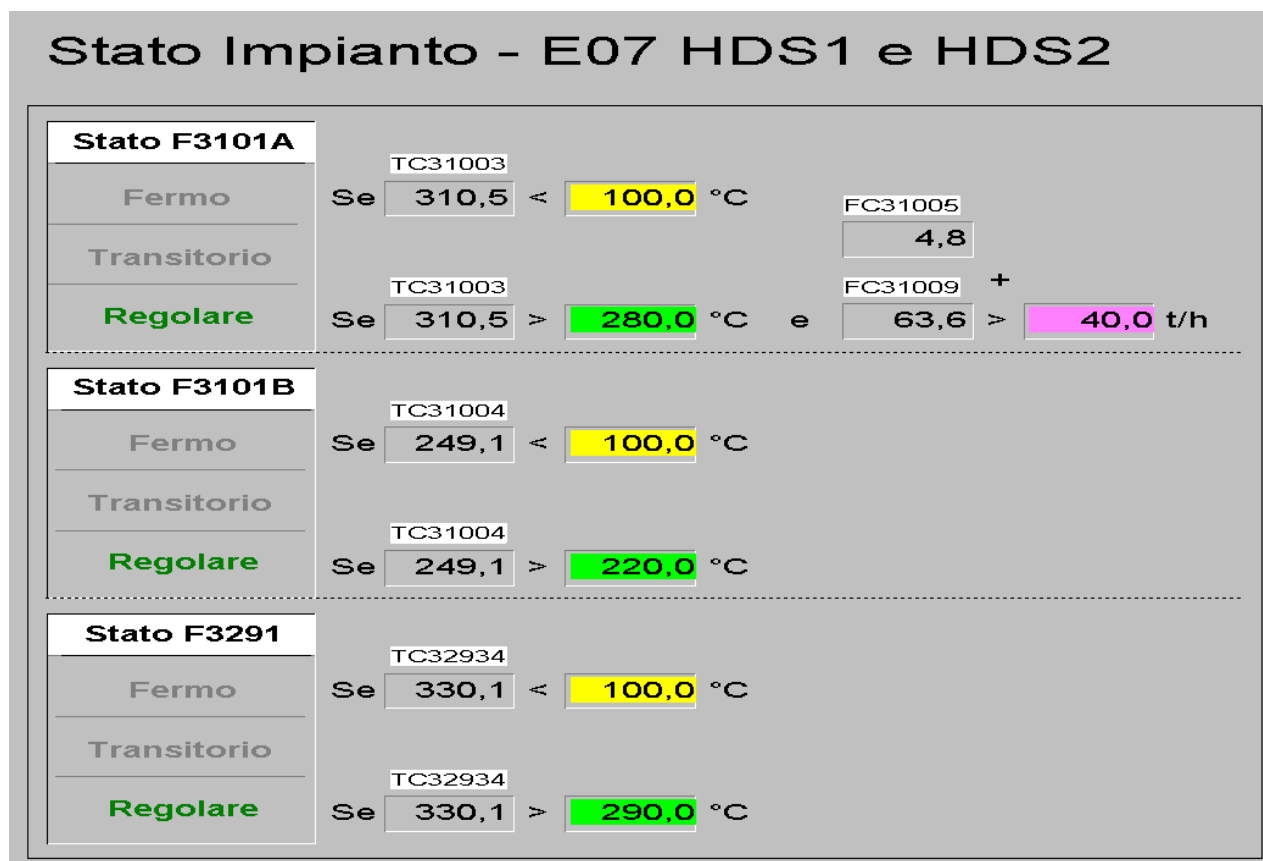 Stato Impianto - E07 HDS1 e HDS2
Stato F3101A
TC31003
Fermo Se 310,5 < 100,0 °C
FC31005
4,8
Transitorio
TC31003 FC31009 +
Regolare Se 310,5 > 280,0 °C e 63,6 > 40,0 t/h
Stato F3101B
TC31004
Fermo Se 249,1 < 100,0 °C
Transitorio
TC31004
Regolare Se 249,1 > 220,0 °C
Stato F3291
TC32934
Fermo Se 330,1 < 100,0 °C
Transitorio
TC32934
Regolare Se 330,1 > 290,0 °C